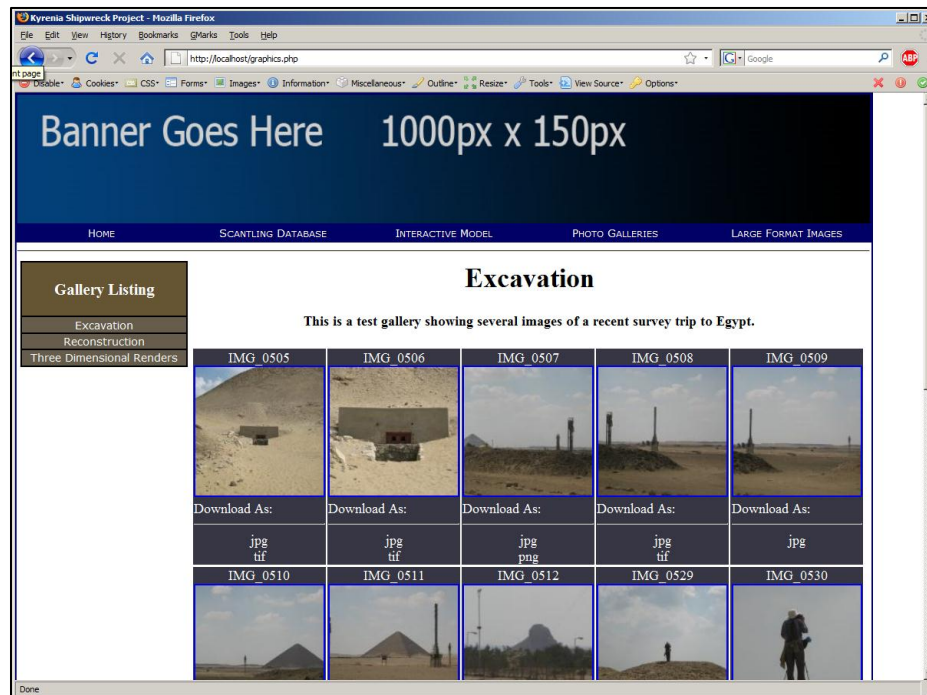 Kyrenia Shipwreck Project - Mozilla Firefox
File Edit View History Bookmarks GMarks Tools Help
http://localhost/graphics.php
G Google
ABP
nt page
Disable Cookies CSS Forms Images Information Miscellaneous Outline Resize Tools View Source Options
Banner Goes Here 1000px x 150px
Home Scantling Database Interactive Model Photo Galleries Large Format Images
Gallery Listing
Excavation
Reconstruction
Three Dimensional Renders
Excavation
This is a test gallery showing several images of a recent survey trip to Egypt.
IMG_0505 IMG_0506 IMG_0507 IMG_0508 IMG_0509
Download As: Download As: Download As: Download As: Download As:
jpg jpg jpg jpg jpg
tif tif png tif
IMG_0510 IMG_0511 IMG_0512 IMG_0529 IMG_0530
Done